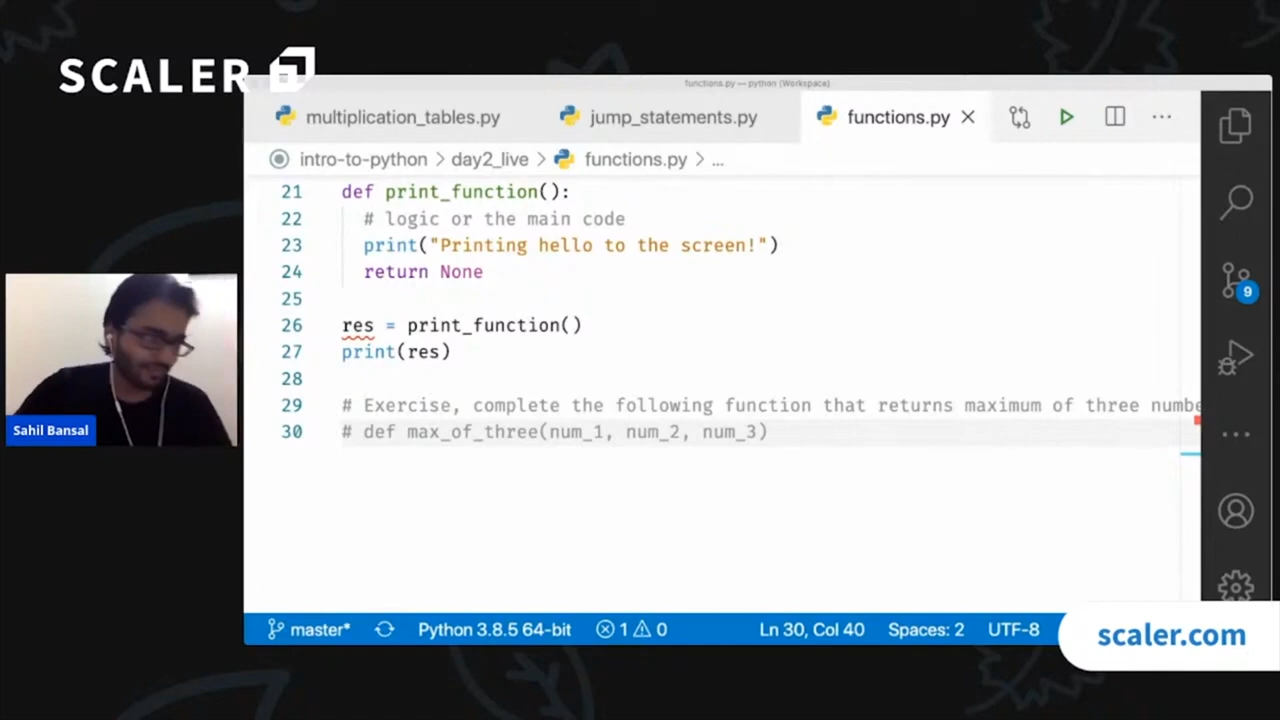 SCALER
functions.py — python (Workspace)
multiplication_tables.py
jump_statements.py
functions.py
intro-to-python > day2_live > functions.py > ...
21 def print_function():
22 # logic or the main code
23 print("Printing hello to the screen!")
24 return None
25
26 res = print_function()
27 print(res)
28
29 # Exercise, complete the following function that returns maximum of three numbe
30 # def max_of_three(num_1, num_2, num_3)
9
Sahil Bansal
master* Python 3.8.5 64-bit 1 0 Ln 30, Col 40 Spaces: 2 UTF-8
scaler.com